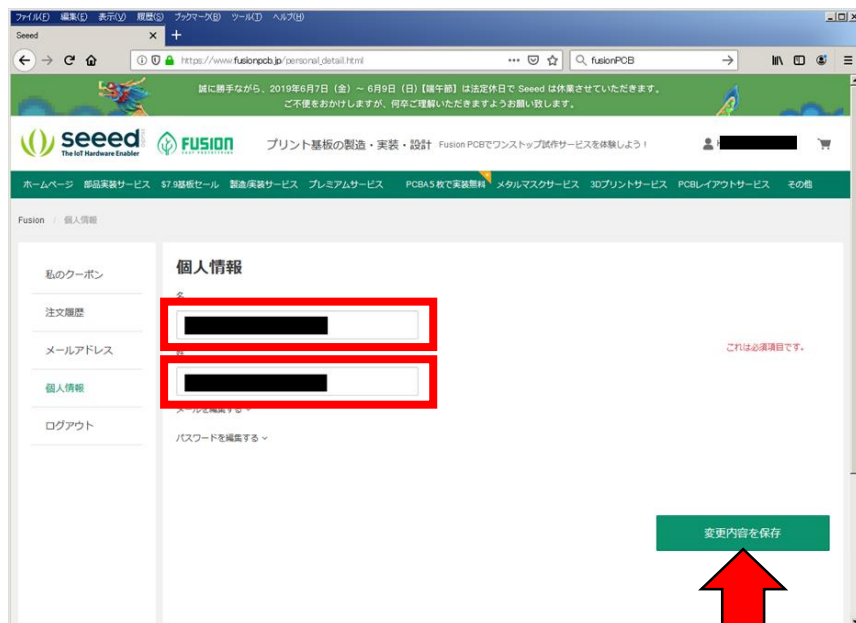 ファイル(F) 編集(E) 表示(V) 履歴(S) ブックマーク(B) ツール(T) ヘルプ(H)
Seeed
https://www.fusionpcb.jp/personal_detail.html
fusionPCB
誠に勝手ながら、2019年6月7日（金）～ 6月9日（日）【端午節】は法定休日で Seeed は休業させていただきます。
ご不便をおかけしますが、何卒ご理解いただきますようお願い致します。
seeed
The IoT Hardware Enabler
FUSION
FAST PROTOTYPING
プリント基板の製造・実装・設計 Fusion PCBでワンストップ試作サービスを体験しよう！
ホームページ 部品実装サービス $7.9基板セール 製造/実装サービス プレミアムサービス PCBA5枚で実装無料 メタルマスクサービス 3Dプリントサービス PCBレイアウトサービス その他
Fusion / 個人情報
私のクーポン
注文履歴
メールアドレス
個人情報
ログアウト
個人情報
名
これは必須項目です。
メールを編集する
パスワードを編集する
変更内容を保存